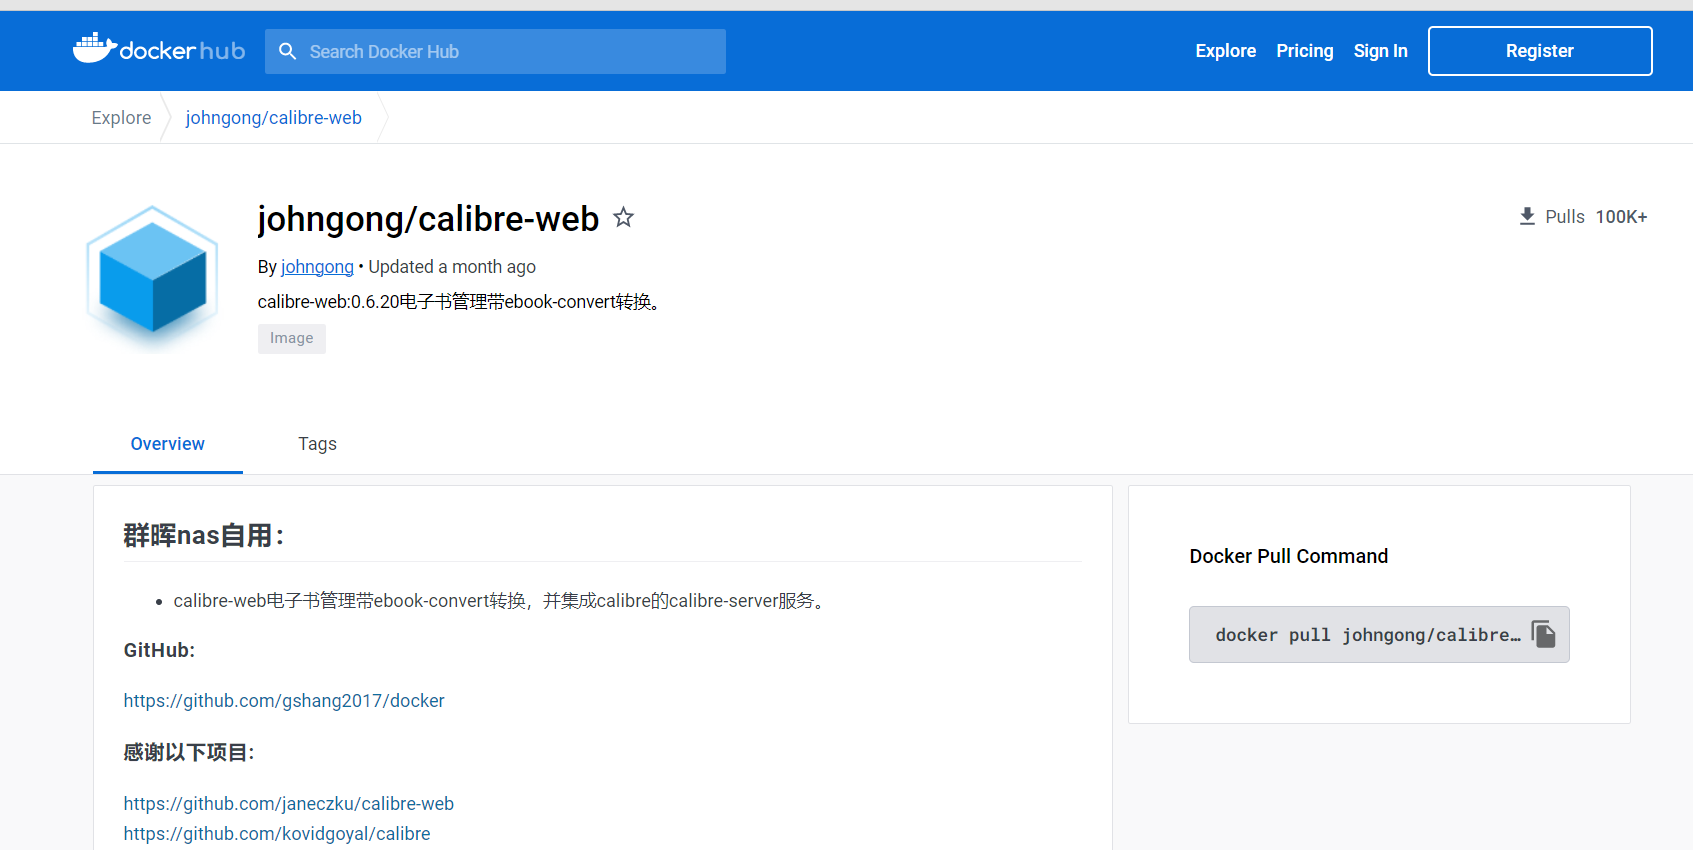 docker hub
Search Docker Hub
Explore
Pricing
Sign In
Register
Explore
johngong/calibre-web
johngong/calibre-web
Pulls 100K+
By johngong • Updated a month ago
calibre-web:0.6.20电子书管理带ebook-convert转换。
Image
Overview
Tags
群晖nas自用：
• calibre-web电子书管理带ebook-convert转换，并集成calibre的calibre-server服务。
GitHub:
https://github.com/gshang2017/docker
感谢以下项目:
https://github.com/janeczku/calibre-web
https://github.com/kovidgoyal/calibre
Docker Pull Command
docker pull johngong/calibre…